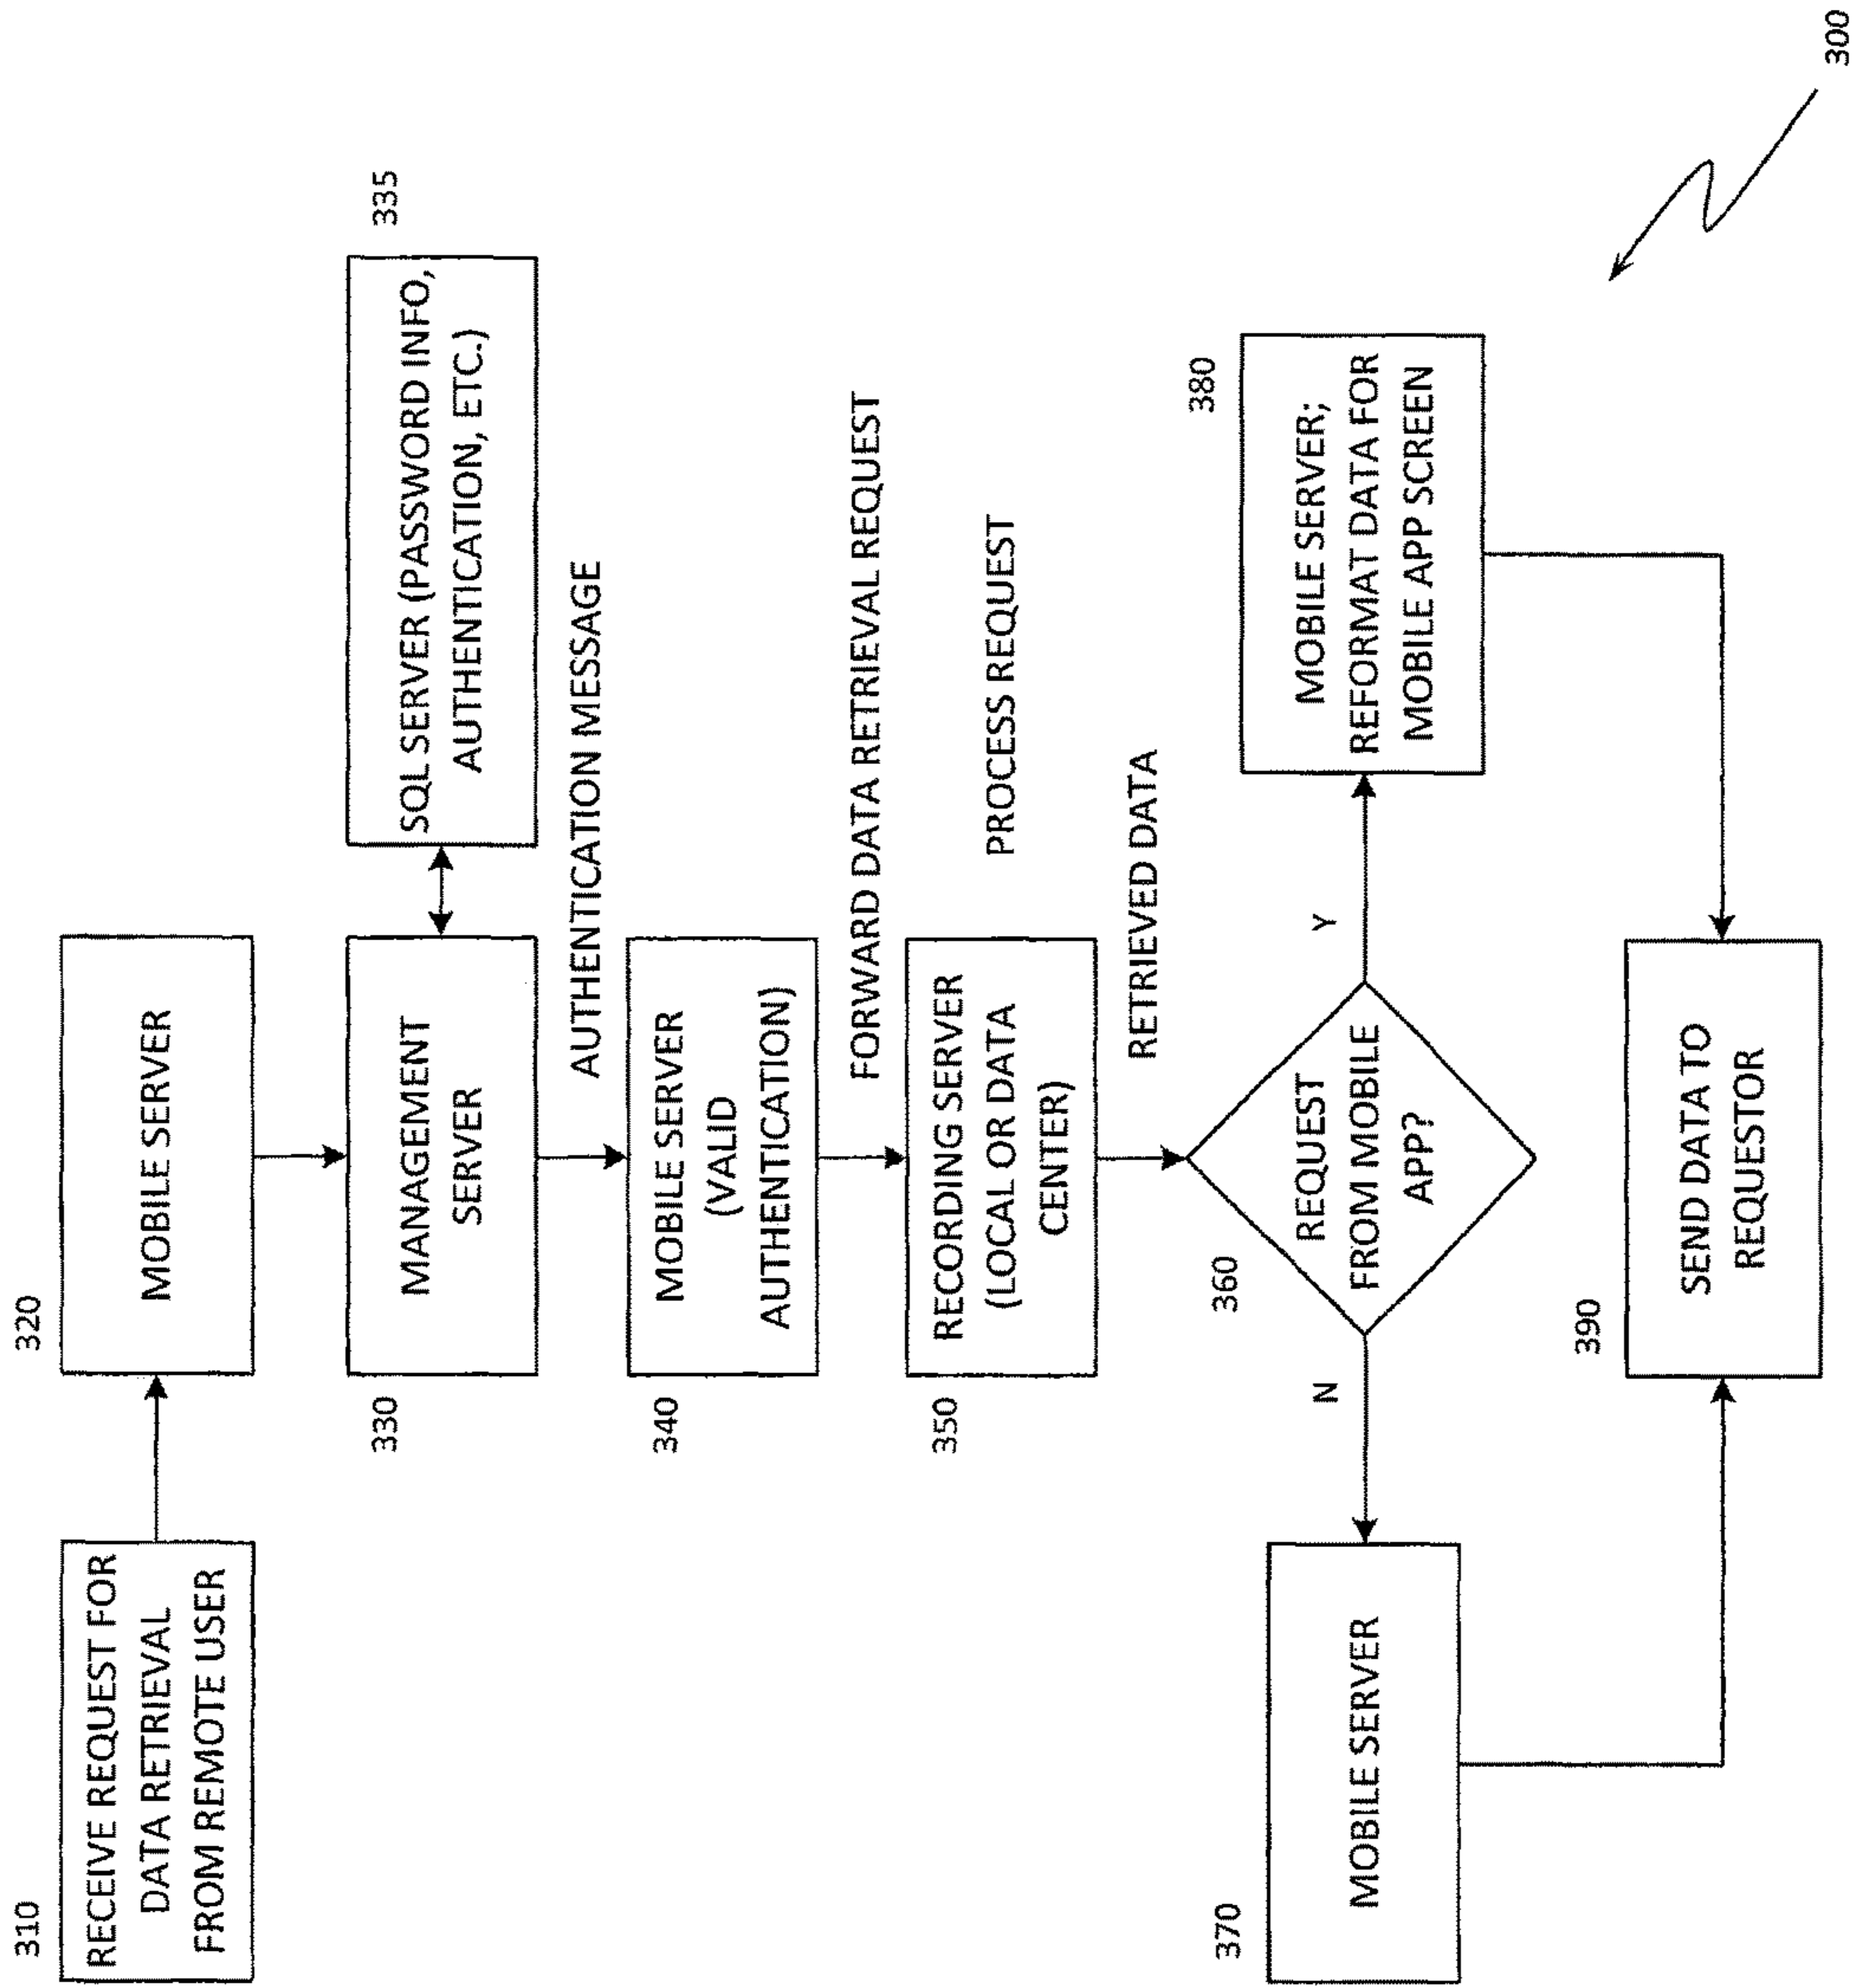 310
RECEIVE REQUEST FOR
DATA RETRIEVAL
FROM REMOTE USER
320
MOBILE SERVER
330
MANAGEMENT
SERVER
335
SQL SERVER (PASSWORD INFO,
AUTHENTICATION, ETC.)
AUTHENTICATION MESSAGE
340
MOBILE SERVER
(VALID
AUTHENTICATION)
FORWARD DATA RETRIEVAL REQUEST
350
RECORDING SERVER
(LOCAL OR DATA
CENTER)
PROCESS REQUEST
RETRIEVED DATA
360
REQUEST
FROM MOBILE
APP?
N
Y
370
MOBILE SERVER
380
MOBILE SERVER;
REFORMAT DATA FOR
MOBILE APP SCREEN
390
SEND DATA TO
REQUESTOR
300